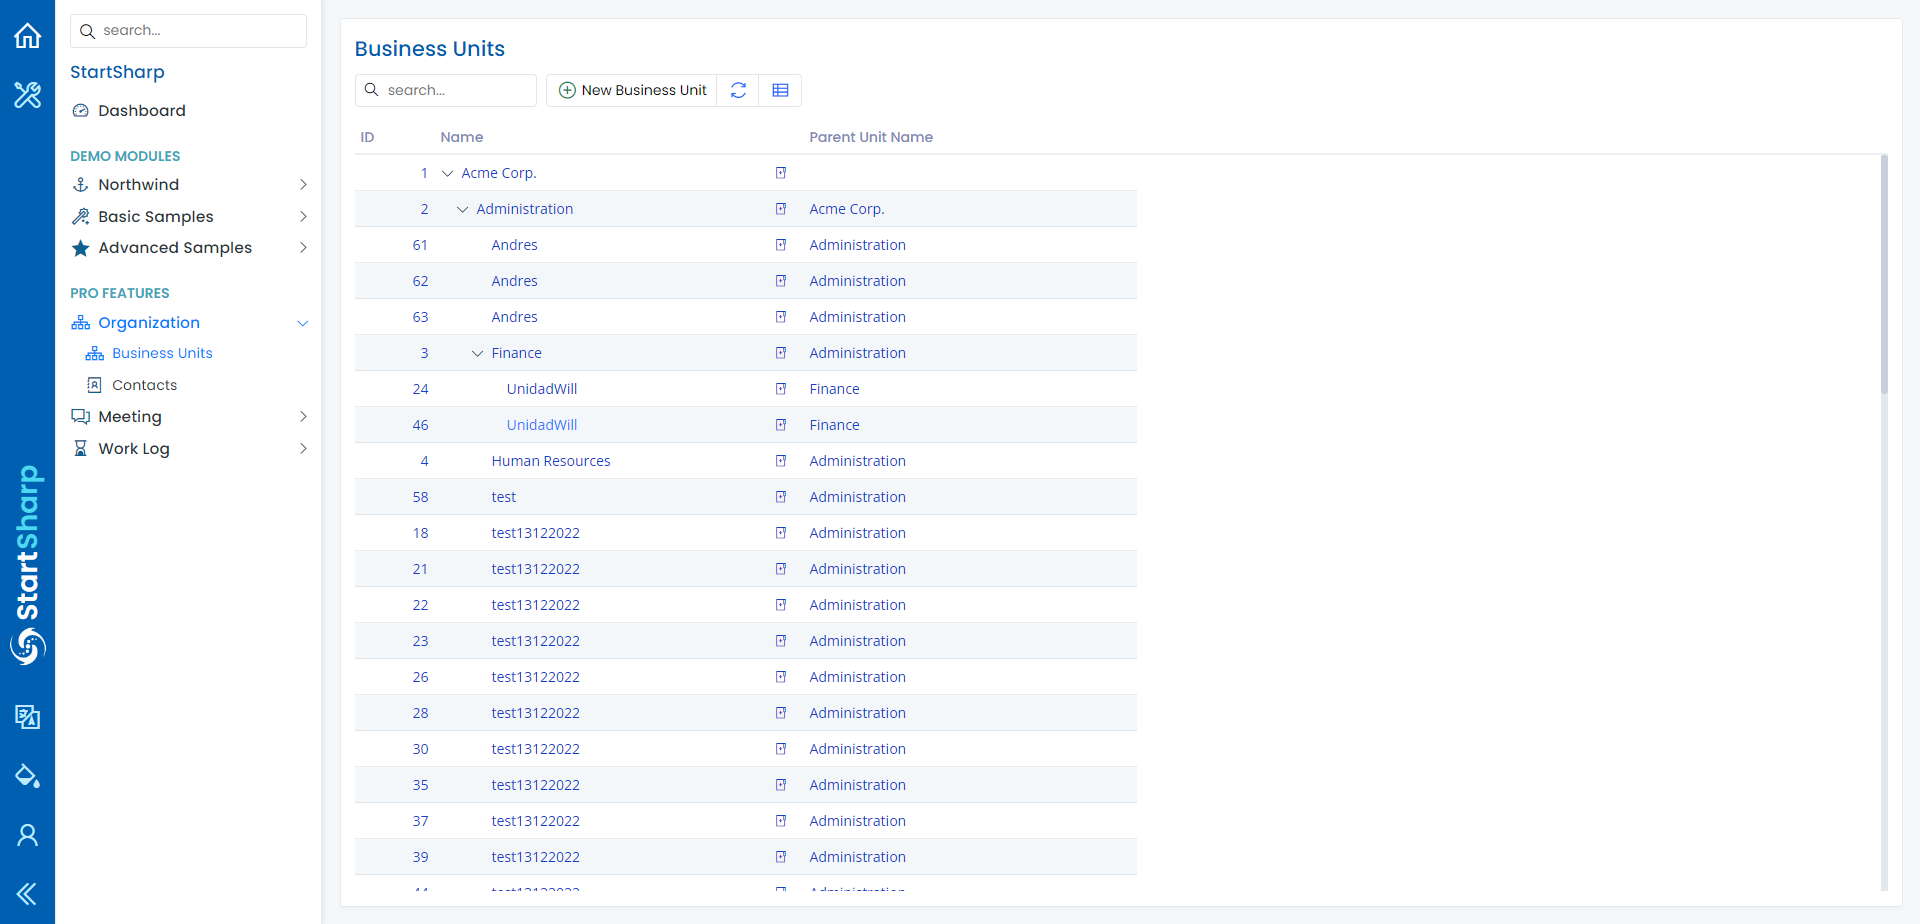 search...
StartSharp
Dashboard
DEMO MODULES
Northwind
Basic Samples
Advanced Samples
PRO FEATURES
Organization
Business Units
Contacts
Meeting
Work Log
StartSharp
Business Units
search...
New Business Unit
ID Name Parent Unit Name
1 Acme Corp.
2 Administration Acme Corp.
61 Andres Administration
62 Andres Administration
63 Andres Administration
3 Finance Administration
24 UnidadWill Finance
46 UnidadWill Finance
4 Human Resources Administration
58 test Administration
18 test13122022 Administration
21 test13122022 Administration
22 test13122022 Administration
23 test13122022 Administration
26 test13122022 Administration
28 test13122022 Administration
30 test13122022 Administration
35 test13122022 Administration
37 test13122022 Administration
39 test13122022 Administration
44 test13122022 Administration